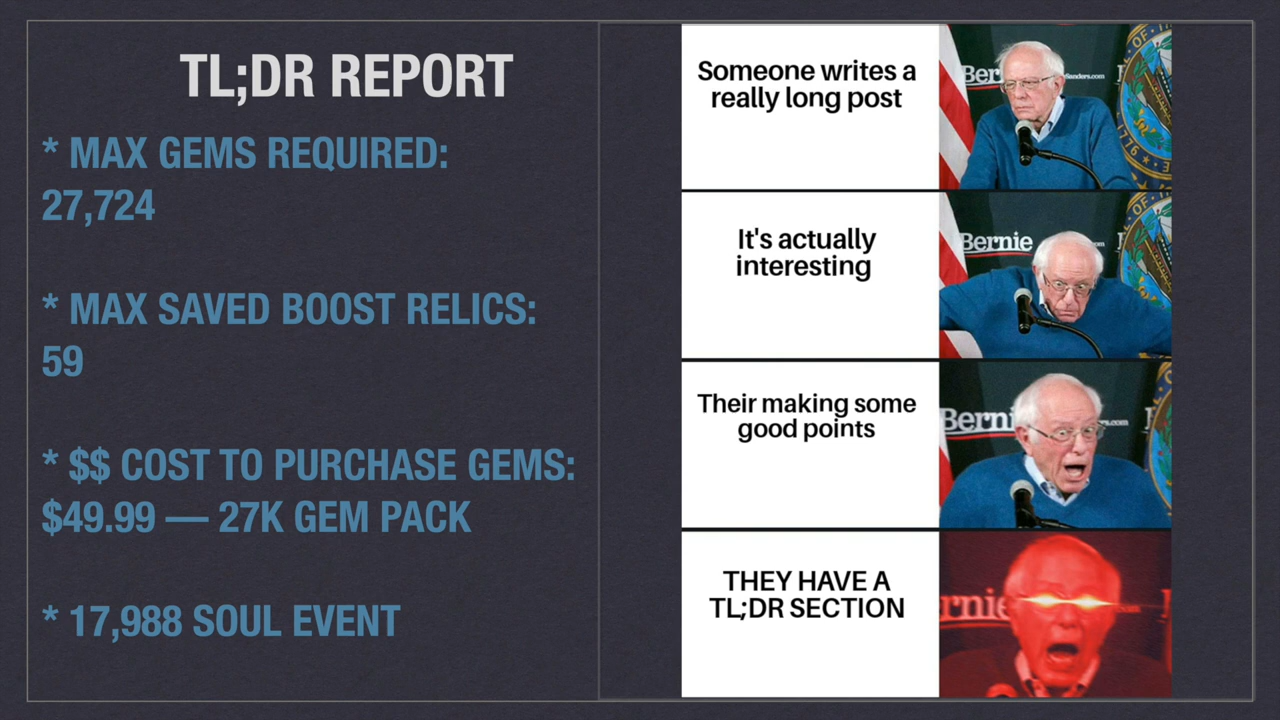 TL;DR REPORT
* MAX GEMS REQUIRED:
27,724
* MAX SAVED BOOST RELICS:
59
* $$ COST TO PURCHASE GEMS:
$49.99 — 27K GEM PACK
* 17,988 SOUL EVENT
Someone writes a
really long post
It's actually
interesting
Bernie
Their making some
good points
THEY HAVE A
TL;DR SECTION